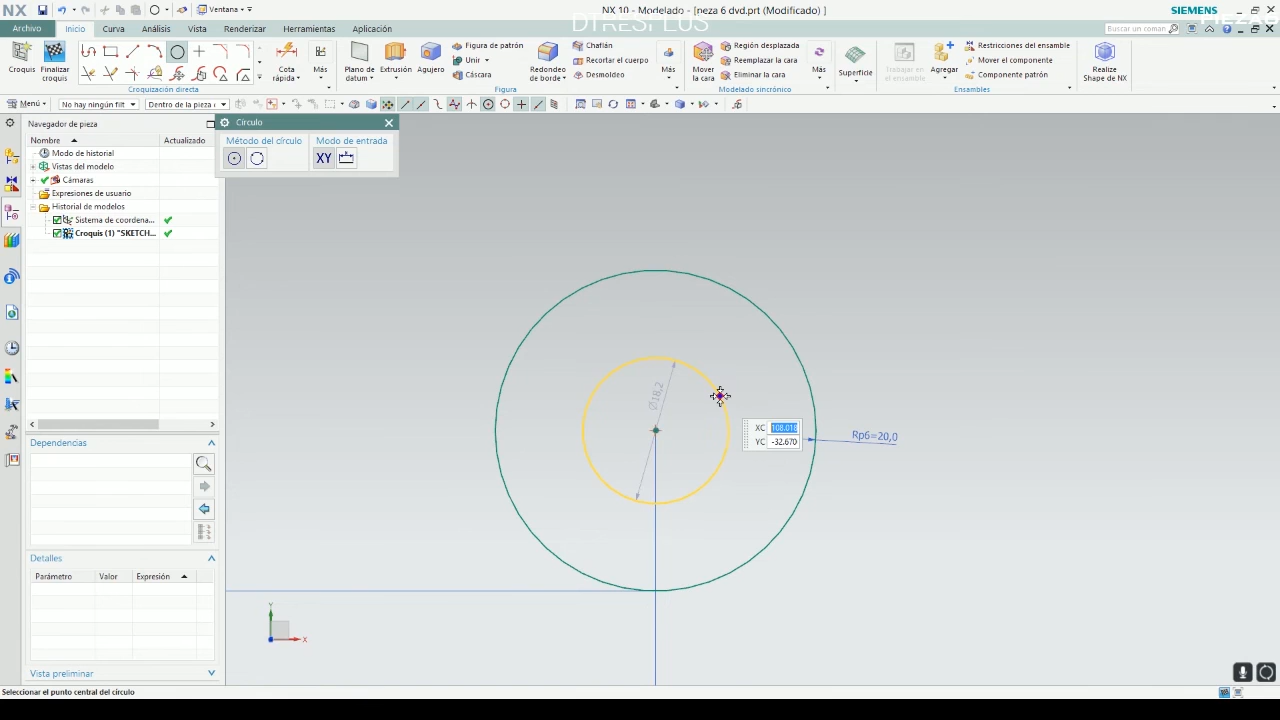 NX
Ventana
NX 10 - Modelado - [peza 6 dvd.prt (Modificado) ]
DTRESPLUS
SIEMENS
Archivo
Inicio
Curva
Análisis
Vista
Renderizar
Herramientas
Aplicación
Buscar un coman
Croquis
Finalizar croquis
Más
Croquización directa
Cota rápida
Plano de datum
Extrusión
Agujero
Figura de patrón
Unir
Cáscara
Redondeo de borde
Chaflán
Recortar el cuerpo
Desmoldeo
Más
Figura
Mover la cara
Región desplazada
Reemplazar la cara
Eliminar la cara
Más
Modelado sincrónico
Superficie
Trabajar en el ensamble
Agregar
Restricciones del ensamble
Mover el componente
Componente patrón
Ensambles
Realize Shape de NX
Menú
No hay ningún filt
Dentro de la pieza
Navegador de pieza
Nombre
Actualizado
Modo de historial
Vistas del modelo
Cámaras
Expresiones de usuario
Historial de modelos
Sistema de coordena...
Croquis (1) "SKETCH...
Círculo
Método del círculo
Modo de entrada
XY
Ø18,2
XC 108.018
YC -32.670
Rp6=20,0
Dependencias
Detalles
Parámetro
Valor
Expresión
Y
X
Vista preliminar
Seleccionar el punto central del círculo